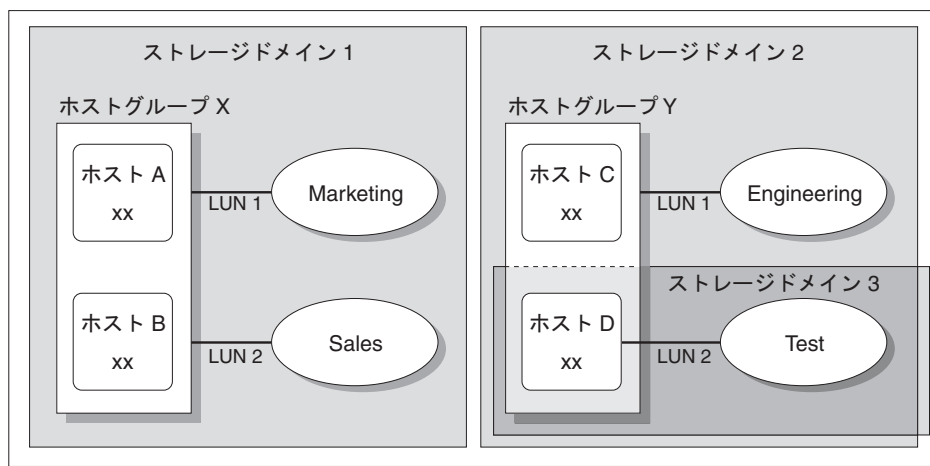 ストレージドメイン 1
ホストグループ X
ホスト A
xx
LUN 1
Marketing
ホスト B
xx
LUN 2
Sales
ストレージドメイン 2
ホストグループ Y
ホスト C
xx
LUN 1
Engineering
ストレージドメイン 3
ホスト D
xx
LUN 2
Test